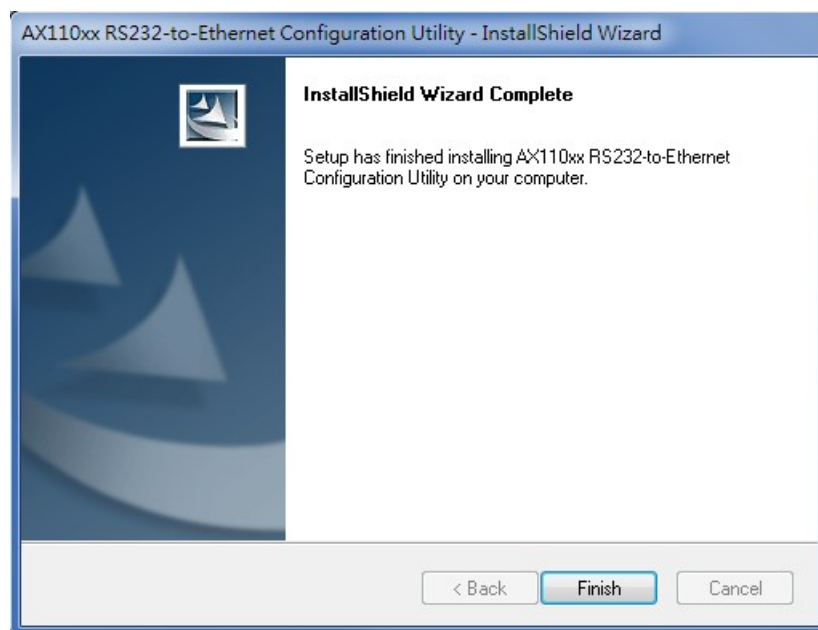 AX110xx RS232-to-Ethernet Configuration Utility - InstallShield Wizard
InstallShield Wizard Complete
Setup has finished installing AX110xx RS232-to-Ethernet
Configuration Utility on your computer.
< Back Finish Cancel